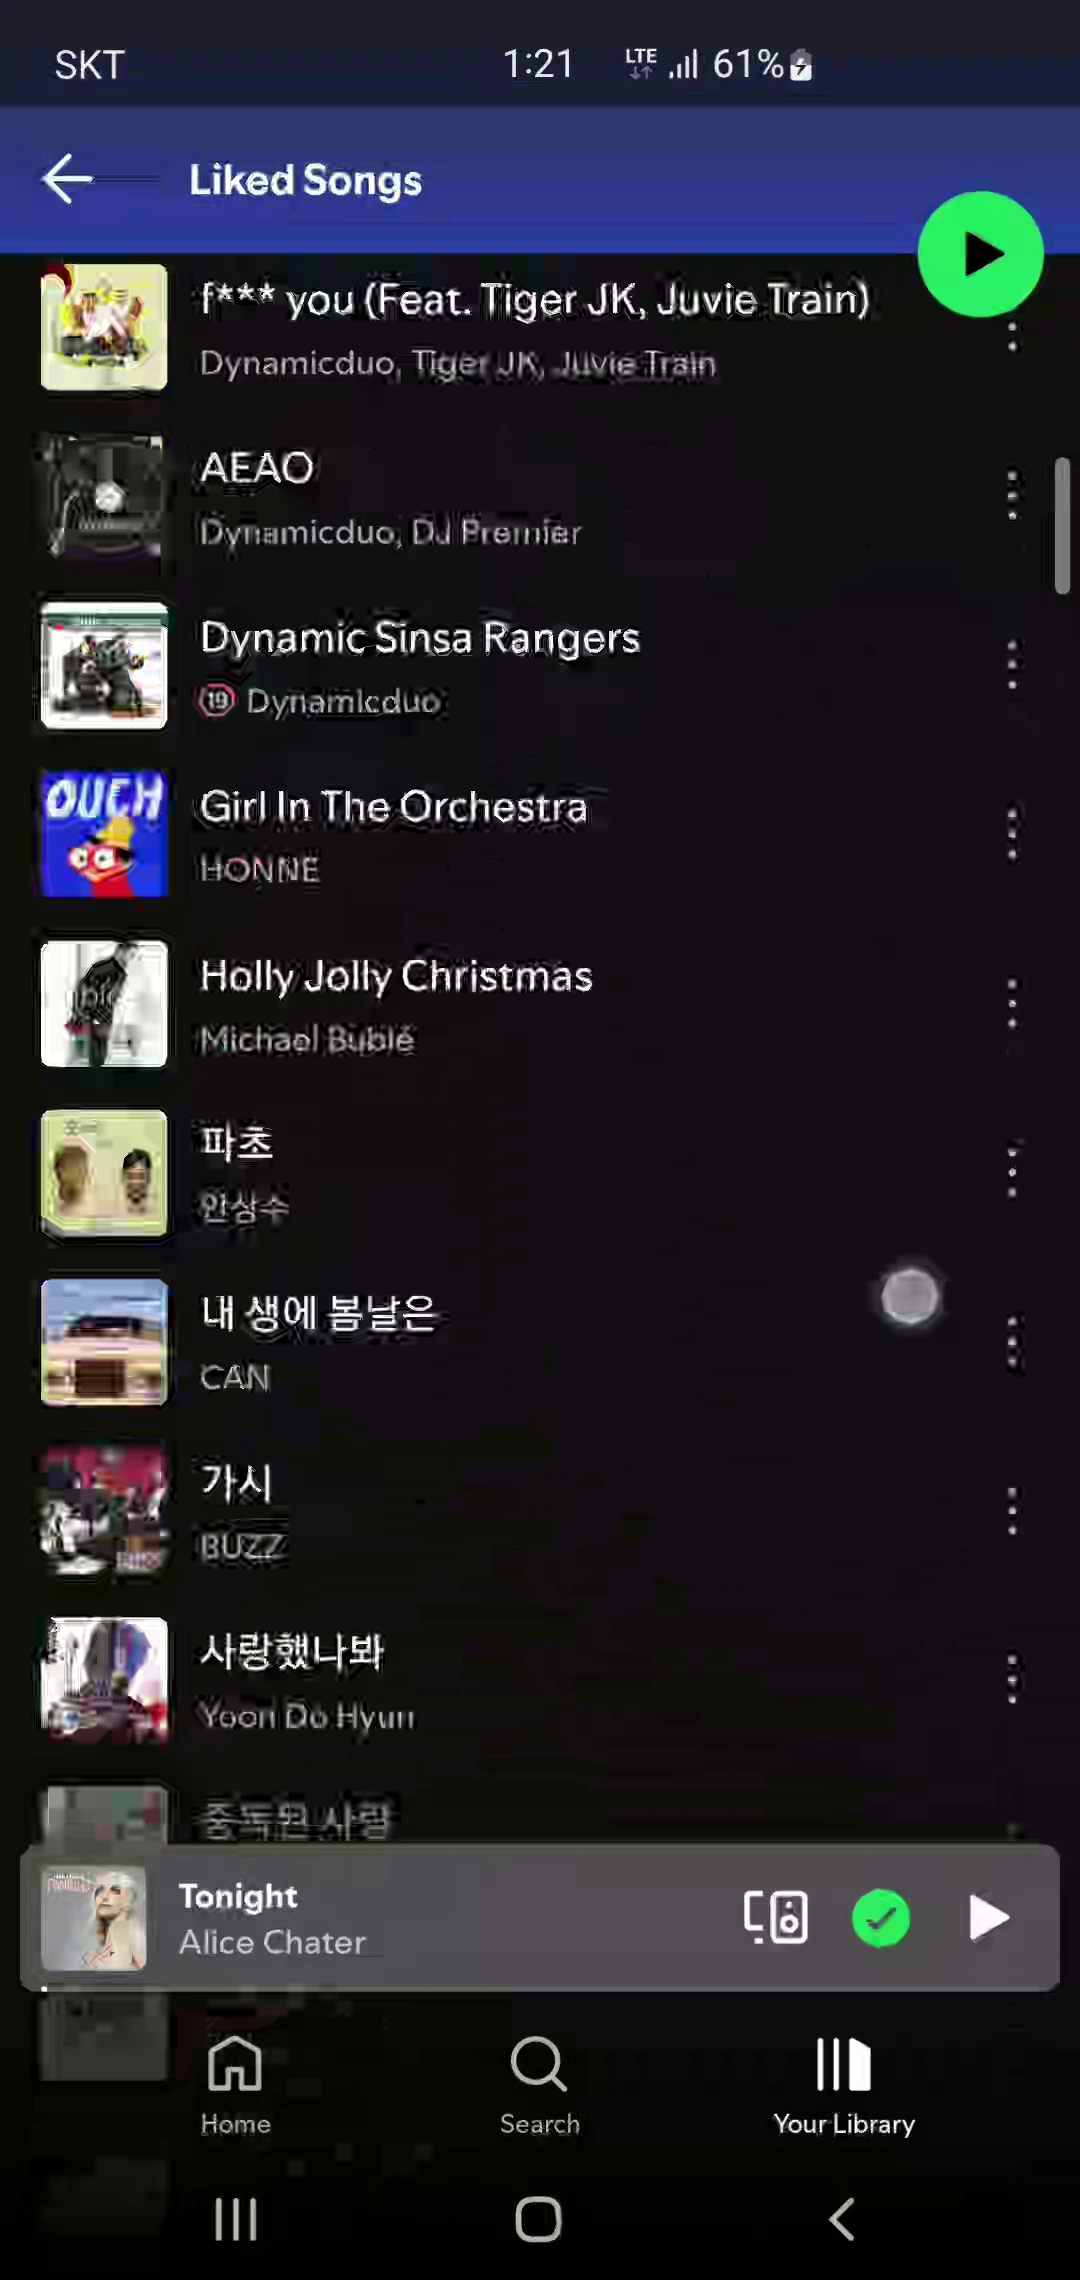 SKT 1:21 LTE 61%
Liked Songs
f*** you (Feat. Tiger JK, Juvie Train)
Dynamicduo, Tiger JK, Juvie Train
AEAO
Dynamicduo, DJ Premier
Dynamic Sinsa Rangers
19 Dynamicduo
OUCH
Girl In The Orchestra
HONNE
Holly Jolly Christmas
Michael Bublé
파초
안상수
내 생에 봄날은
CAN
가시
BUZZ
사랑했나봐
Yoon Do Hyun
중독된 사랑
Tonight
Alice Chater
Home
Search
Your Library